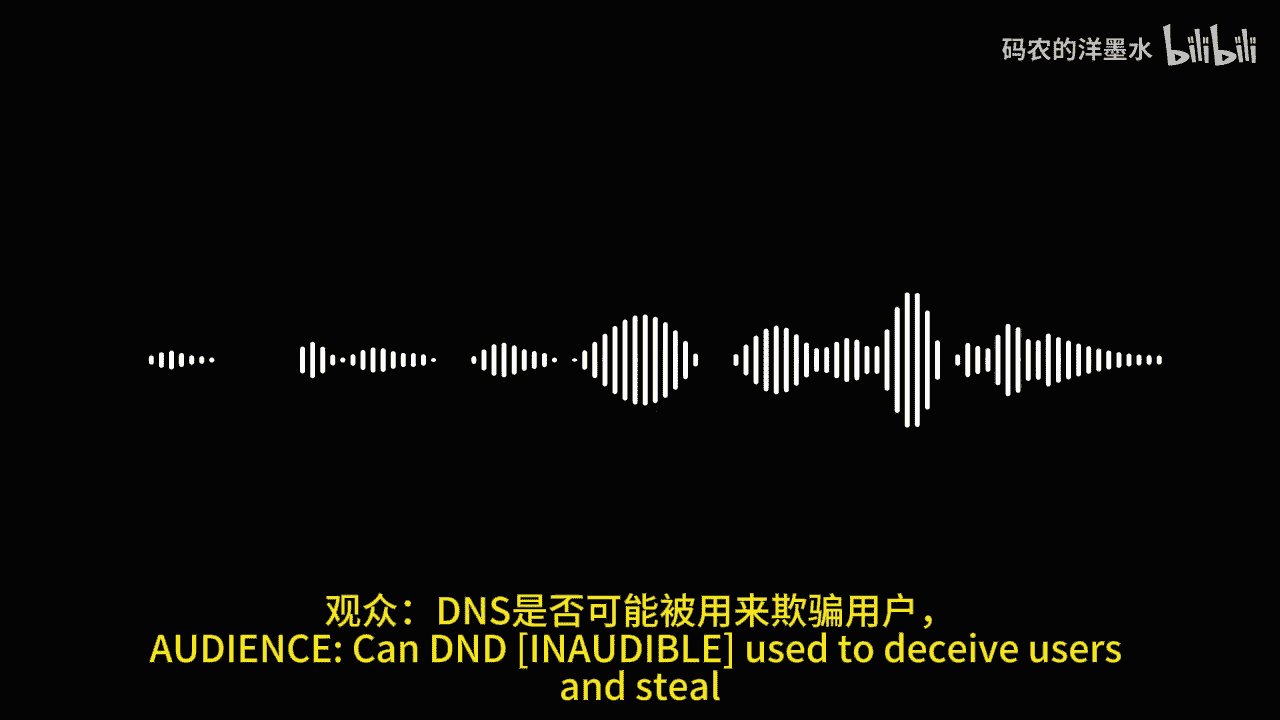 码农的洋墨水 bilibili
观众：DNS是否可能被用来欺骗用户，
AUDIENCE: Can DND [INAUDIBLE] used to deceive users
and steal